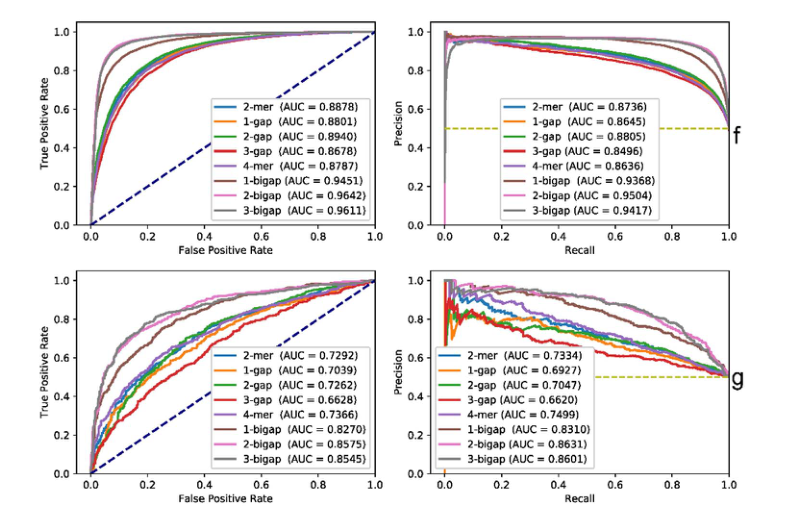 1.0
0.8
0.6
0.4
0.2
0.0
True Positive Rate
2-mer (AUC = 0.8878)
1-gap (AUC = 0.8801)
2-gap (AUC = 0.8940)
3-gap (AUC = 0.8678)
4-mer (AUC = 0.8787)
1-bigap (AUC = 0.9451)
2-bigap (AUC = 0.9642)
3-bigap (AUC = 0.9611)
0.0 0.2 0.4 0.6 0.8 1.0
False Positive Rate
1.0
0.8
0.6
0.4
0.2
0.0
Precision
2-mer (AUC = 0.8736)
1-gap (AUC = 0.8645)
2-gap (AUC = 0.8805)
3-gap (AUC = 0.8496)
4-mer (AUC = 0.8636)
1-bigap (AUC = 0.9368)
2-bigap (AUC = 0.9504)
3-bigap (AUC = 0.9417)
0.0 0.2 0.4 0.6 0.8 1.0
Recall
f
1.0
0.8
0.6
0.4
0.2
0.0
True Positive Rate
2-mer (AUC = 0.7292)
1-gap (AUC = 0.7039)
2-gap (AUC = 0.7262)
3-gap (AUC = 0.6628)
4-mer (AUC = 0.7366)
1-bigap (AUC = 0.8270)
2-bigap (AUC = 0.8575)
3-bigap (AUC = 0.8545)
0.0 0.2 0.4 0.6 0.8 1.0
False Positive Rate
1.0
0.8
0.6
0.4
0.2
0.0
Precision
2-mer (AUC = 0.7334)
1-gap (AUC = 0.6927)
2-gap (AUC = 0.7047)
3-gap (AUC = 0.6620)
4-mer (AUC = 0.7499)
1-bigap (AUC = 0.8310)
2-bigap (AUC = 0.8631)
3-bigap (AUC = 0.8601)
0.0 0.2 0.4 0.6 0.8 1.0
Recall
g